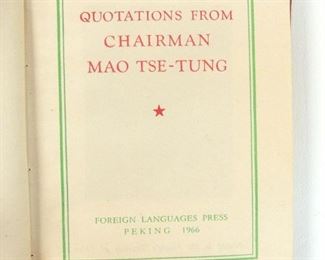 QUOTATIONS FROM
CHAIRMAN
MAO TSE-TUNG
FOREIGN LANGUAGES PRESS
PEKING 1966